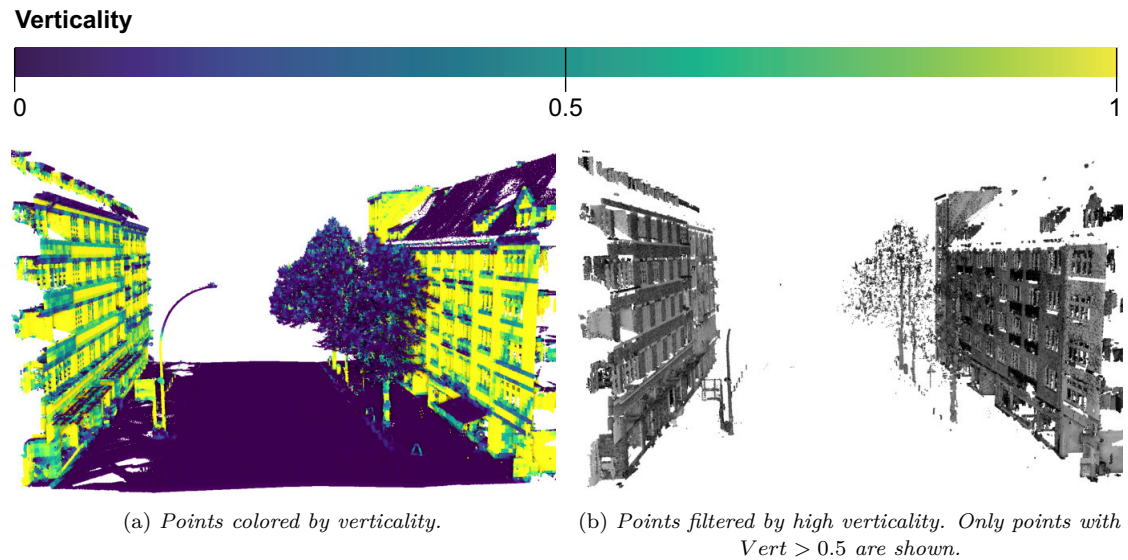 Verticality
0 0.5 1
(a) Points colored by verticality.
(b) Points filtered by high verticality. Only points with
Vert > 0.5 are shown.